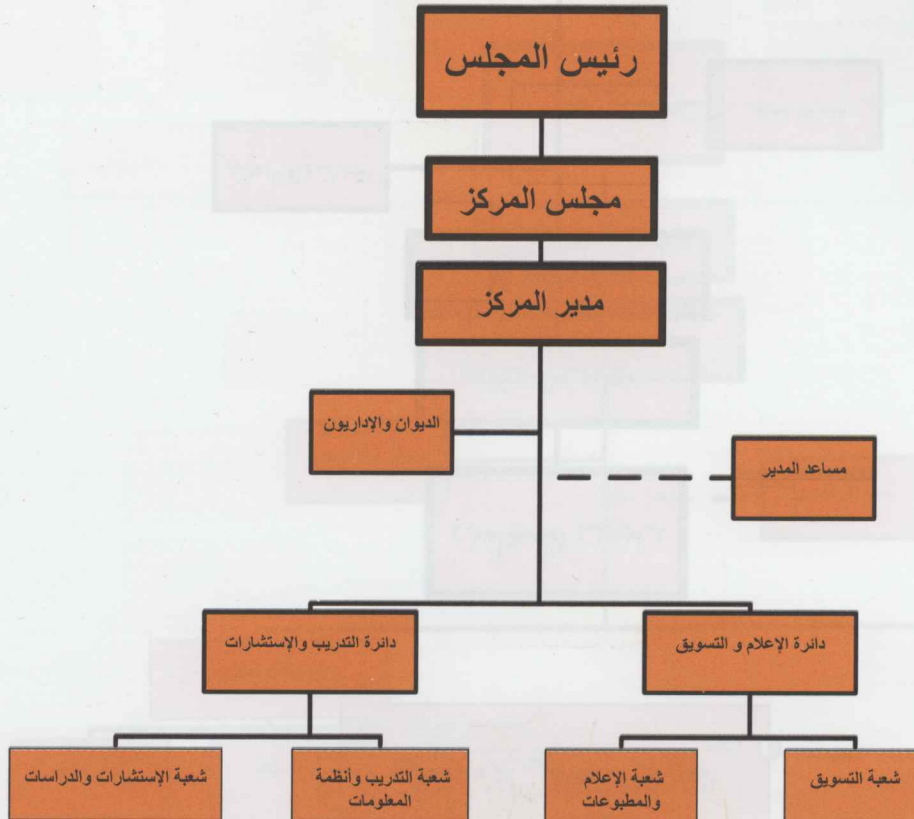 رئيس المجلس
مجلس المركز
مدير المركز
الديوان والإداريون
مساعد المدير
دائرة الإعلام و التسويق
دائرة التدريب والإستشارات
شعبة التسويق
شعبة الإعلام
والمطبوعات
شعبة التدريب وأنظمة
المعلومات
شعبة الإستشارات والدراسات